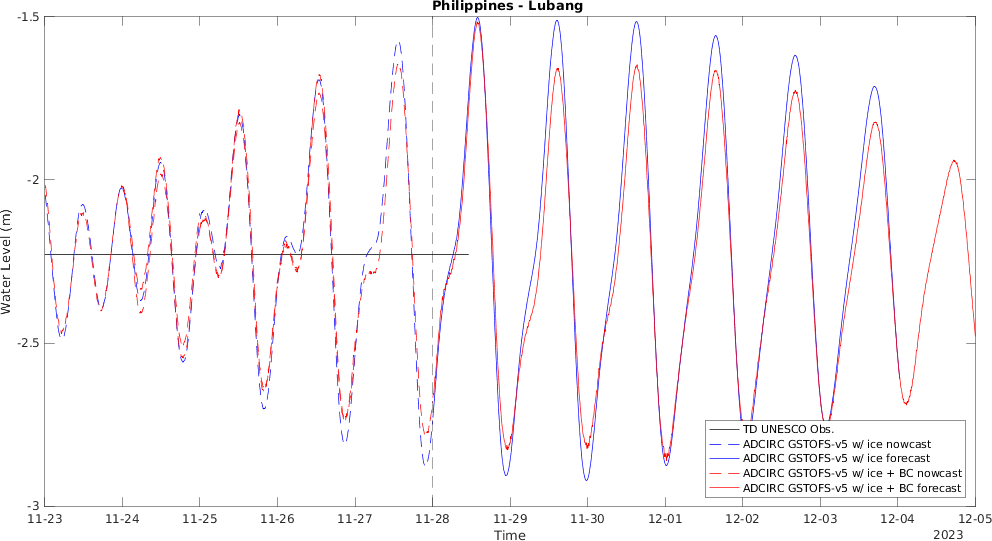 Philippines - Lubang
-1.5
-2
-2.5
-3
Water Level (m)
TD UNESCO Obs.
ADCIRC GSTOFS-v5 w/ ice nowcast
ADCIRC GSTOFS-v5 w/ ice forecast
ADCIRC GSTOFS-v5 w/ ice + BC nowcast
ADCIRC GSTOFS-v5 w/ ice + BC forecast
11-23 11-24 11-25 11-26 11-27 11-28 11-29 11-30 12-01 12-02 12-03 12-04 12-05
Time
2023